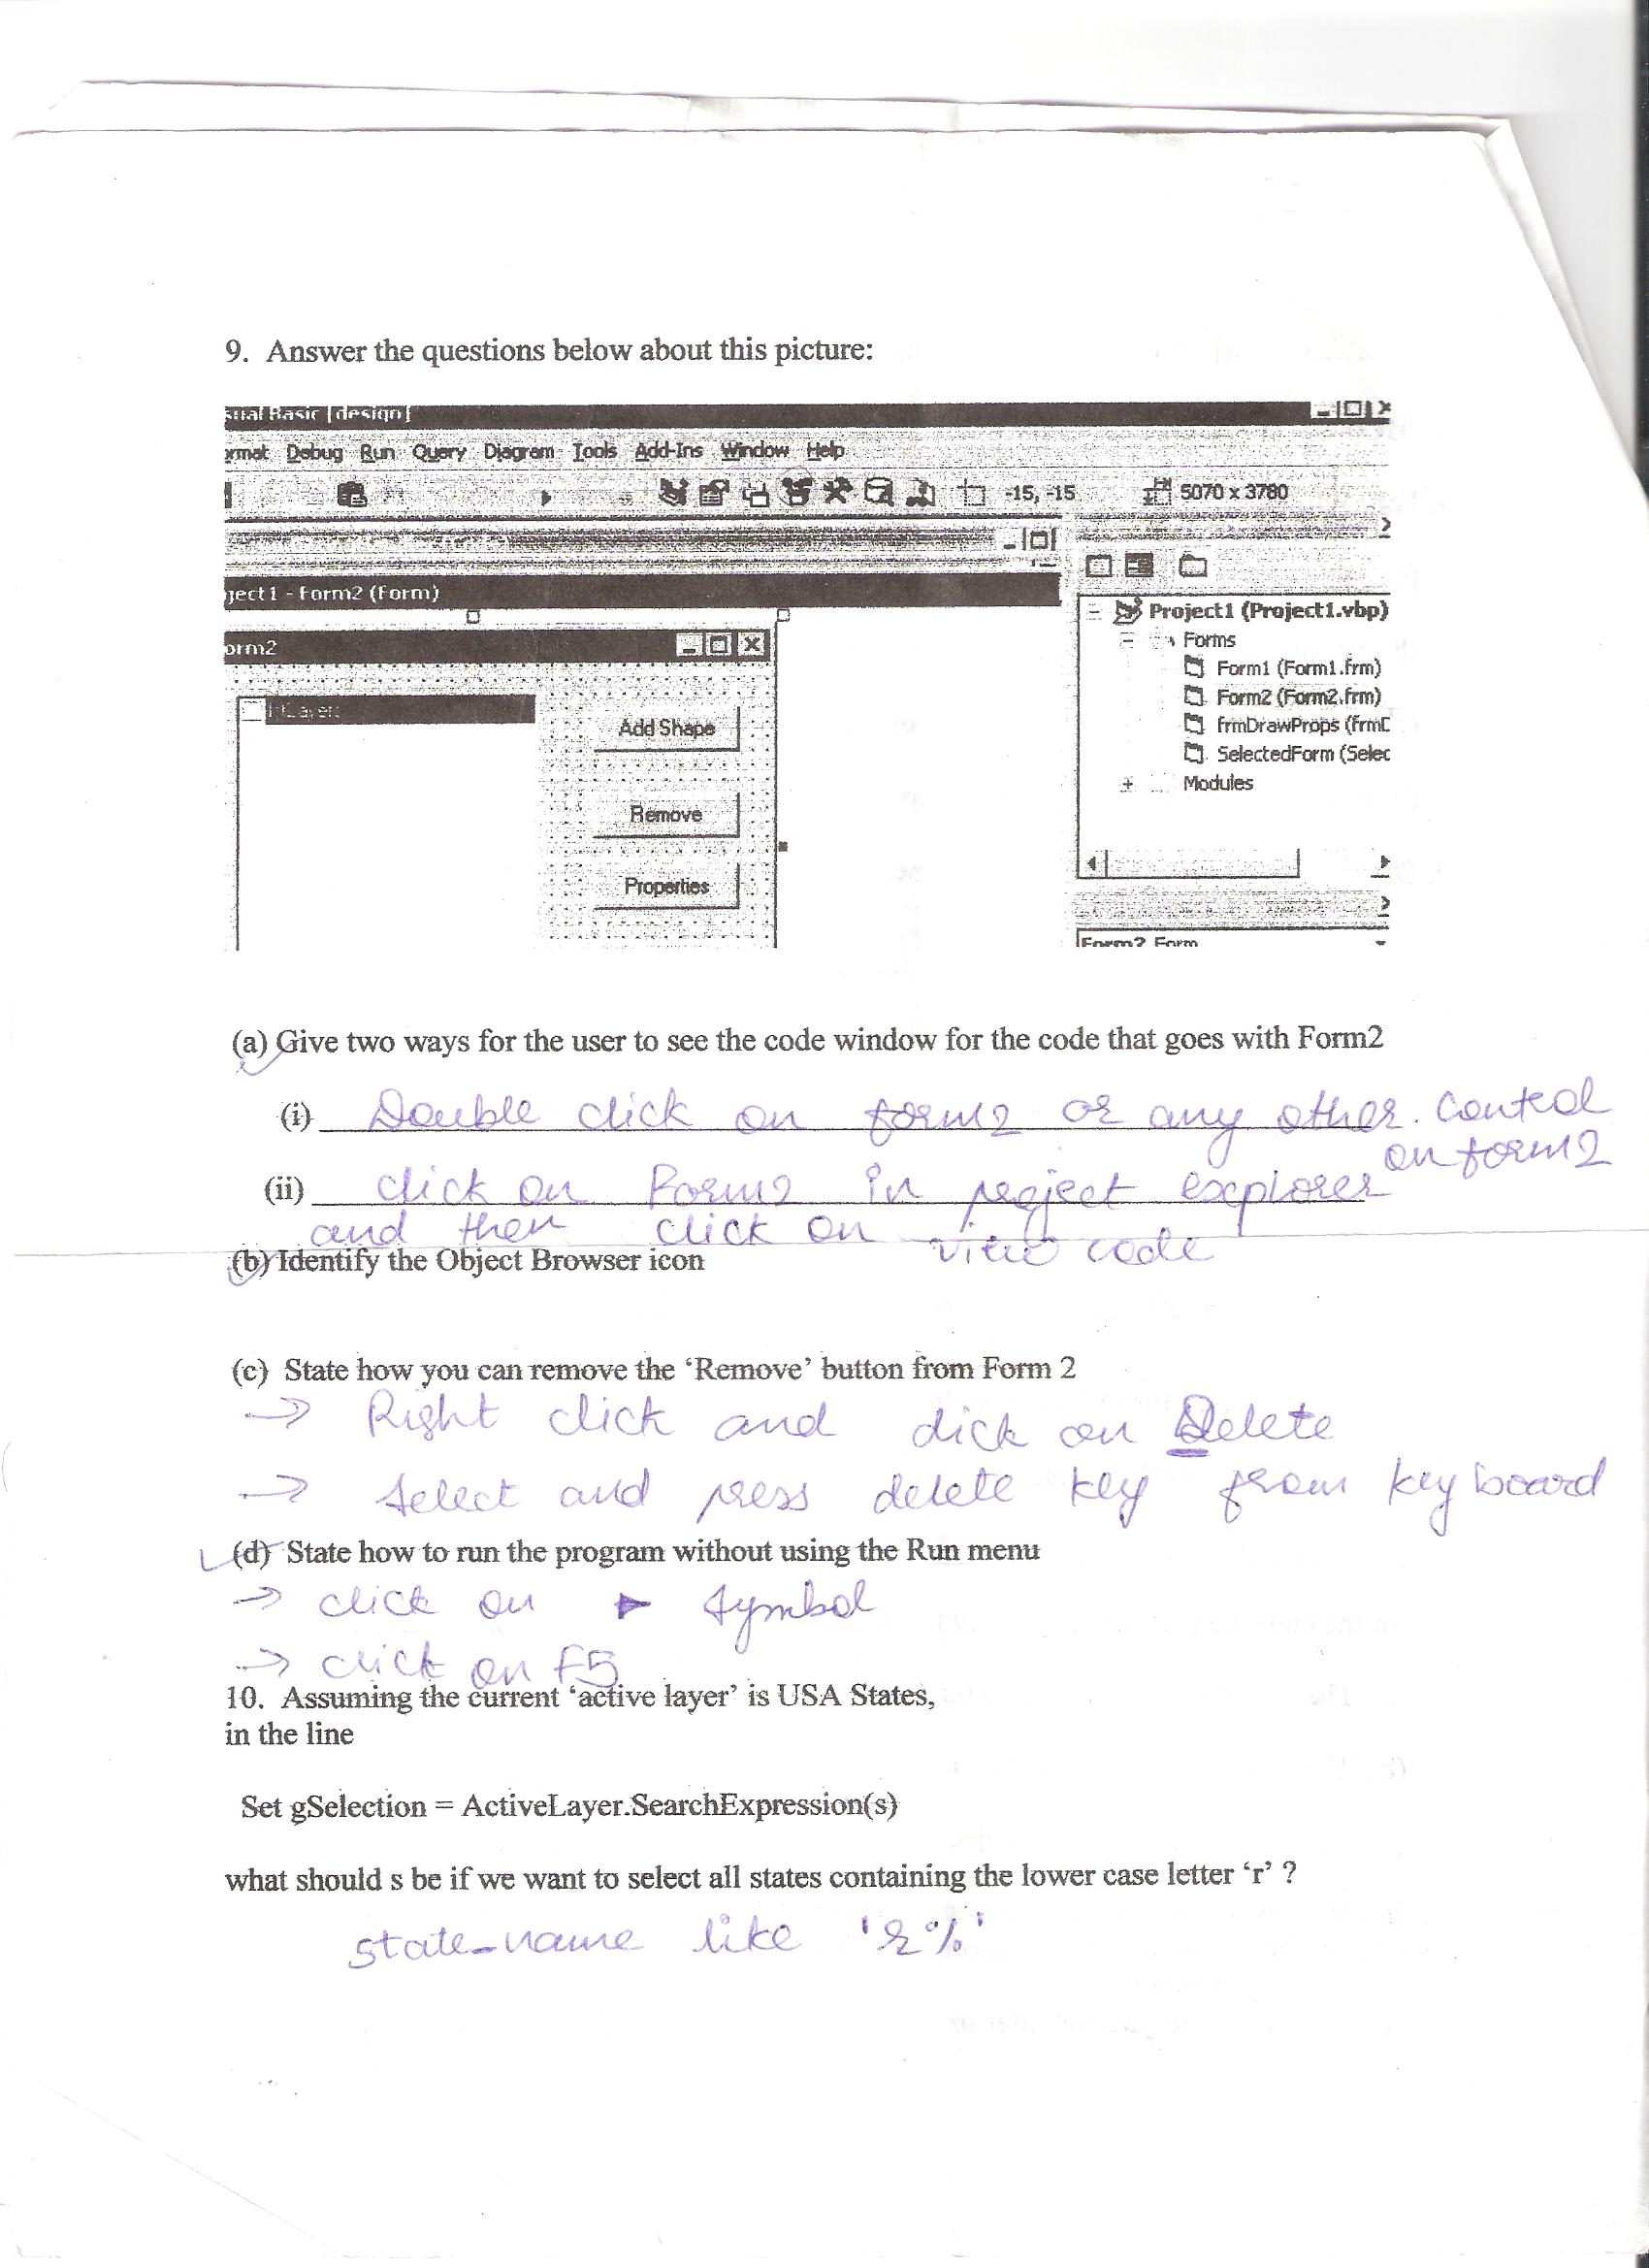 9. Answer the questions below about this picture:
sual Basic [design]
ormat Debug Run Query Diagram Tools Add-Ins Window Help
-15, -15 5070 x 3780
ject1 - Form2 (Form)
Project1 (Project1.vbp)
orm2
Forms
Form1 (Form1.frm)
Form2 (Form2.frm)
Add Shape
frmDrawProps (frmD
SelectedForm (Selec
Modules
Remove
Properties
Form2 Form
(a) Give two ways for the user to see the code window for the code that goes with Form2
(i) Double click on form2 or any other control
on form2
(ii) click on Form2 in project explorer
and then click on view code
(b) Identify the Object Browser icon
(c) State how you can remove the ‘Remove’ button from Form 2
→ Right click and click on Delete
→ Select and press delete key from key board
(d) State how to run the program without using the Run menu
→ click on ▶ symbol
→ click on F5
10. Assuming the current ‘active layer’ is USA States,
in the line
Set gSelection = ActiveLayer.SearchExpression(s)
what should s be if we want to select all states containing the lower case letter ‘r’ ?
state_name like 'r%'